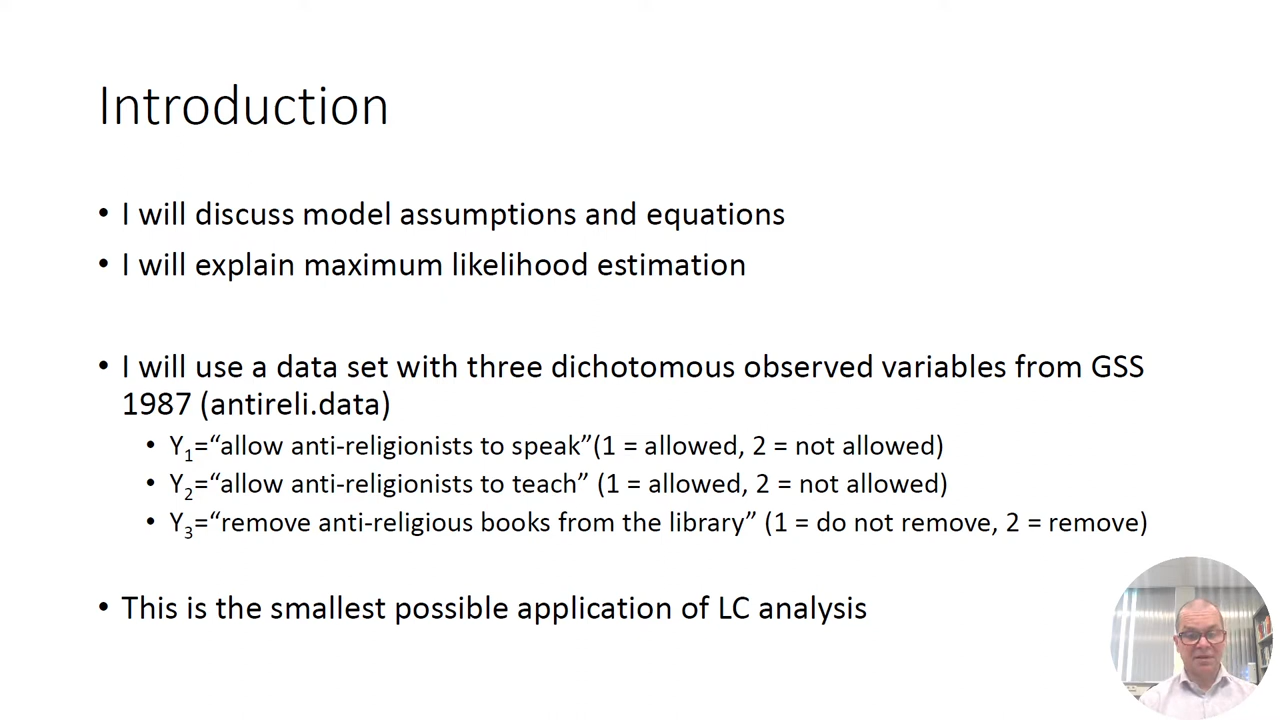 Introduction
• I will discuss model assumptions and equations
• I will explain maximum likelihood estimation
• I will use a data set with three dichotomous observed variables from GSS
1987 (antireli.data)
• Y₁=“allow anti-religionists to speak”(1 = allowed, 2 = not allowed)
• Y₂=“allow anti-religionists to teach” (1 = allowed, 2 = not allowed)
• Y₃=“remove anti-religious books from the library” (1 = do not remove, 2 = remove)
• This is the smallest possible application of LC analysis